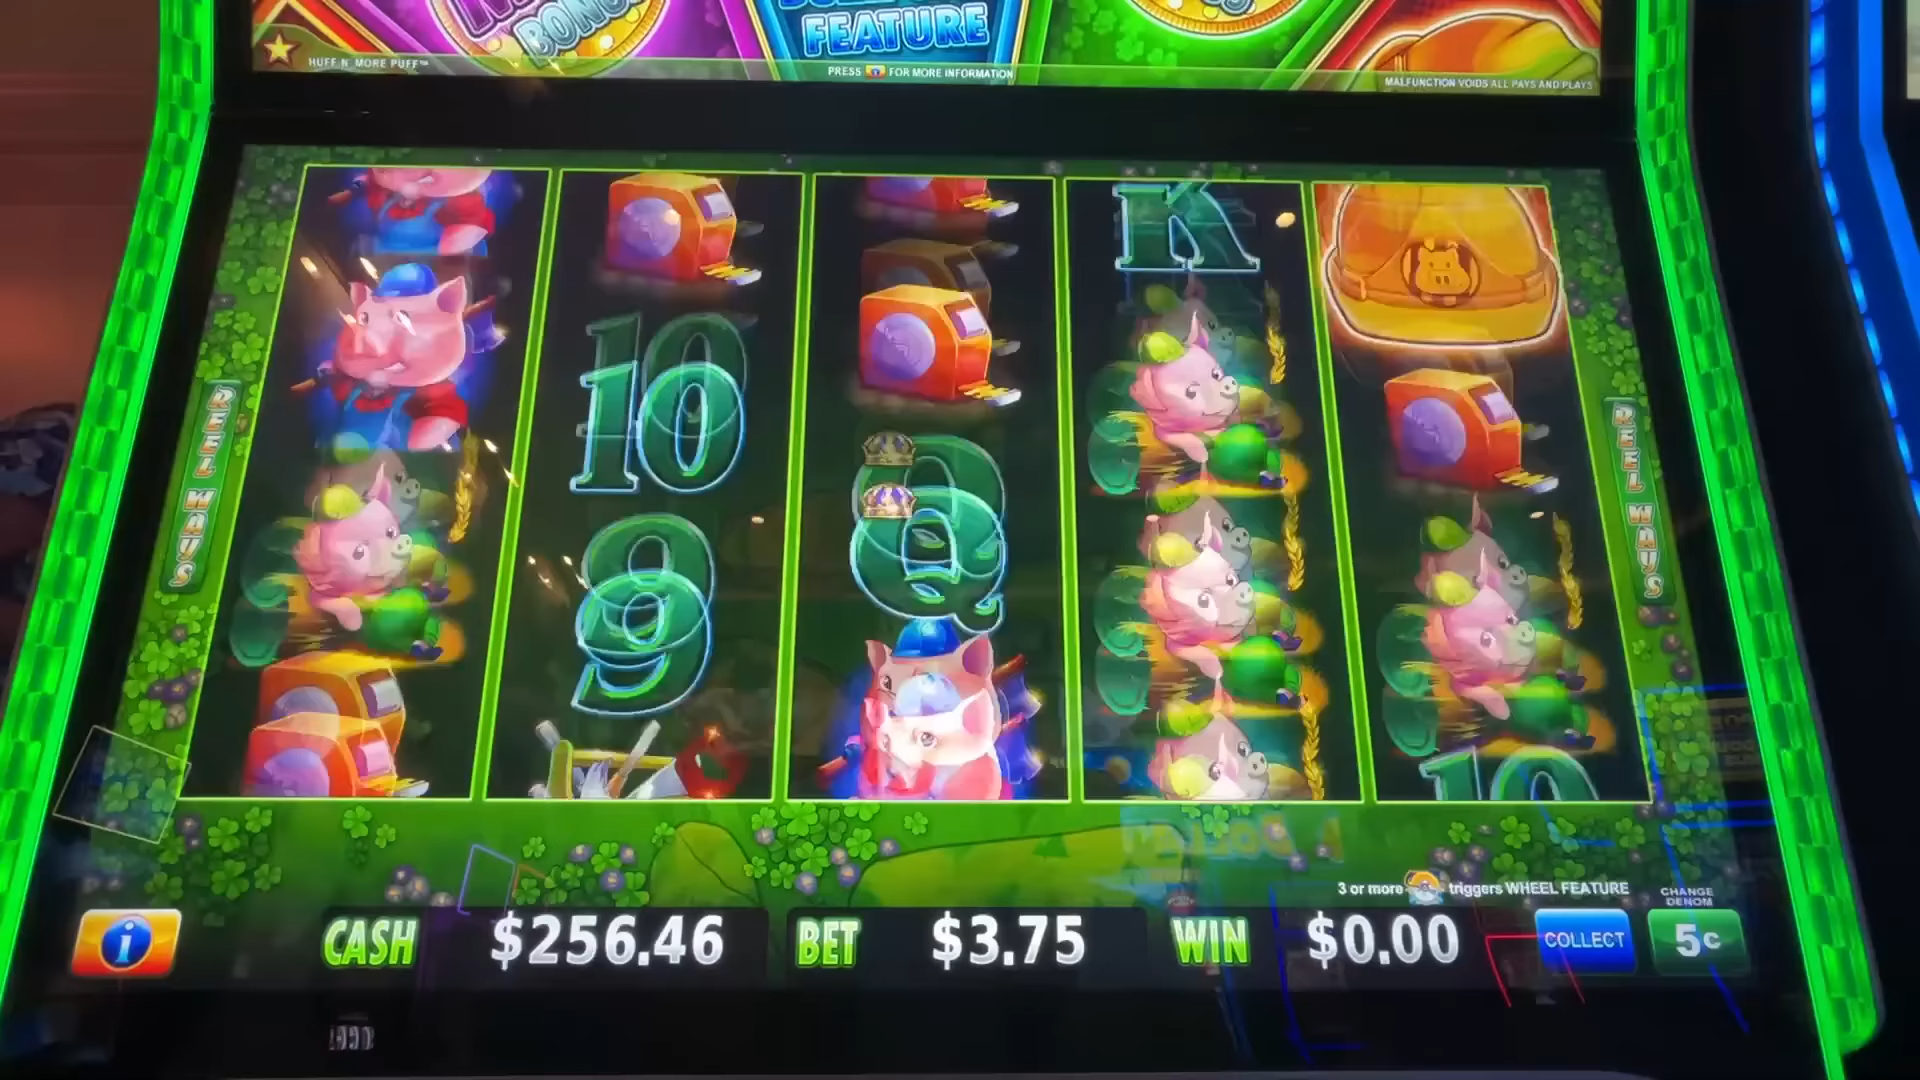 BONUS
FEATURE
HUFF N' MORE PUFF™
PRESS i FOR MORE INFORMATION
MALFUNCTION VOIDS ALL PAYS AND PLAYS
K
10
Q
9
10
REEL WAYS
REEL WAYS
3 or more triggers WHEEL FEATURE
CHANGE DENOM
i
CASH $256.46 BET $3.75 WIN $0.00 COLLECT 5¢